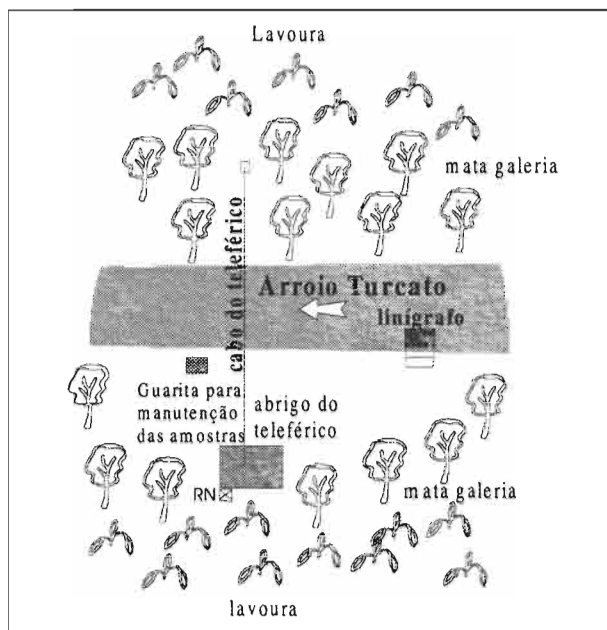 Lavoura
mata galeria
cabo do teleférico
Arroio Turcato
linígrafo
Guarita para
manutenção
das amostras
abrigo do
teleférico
RN
mata galeria
lavoura